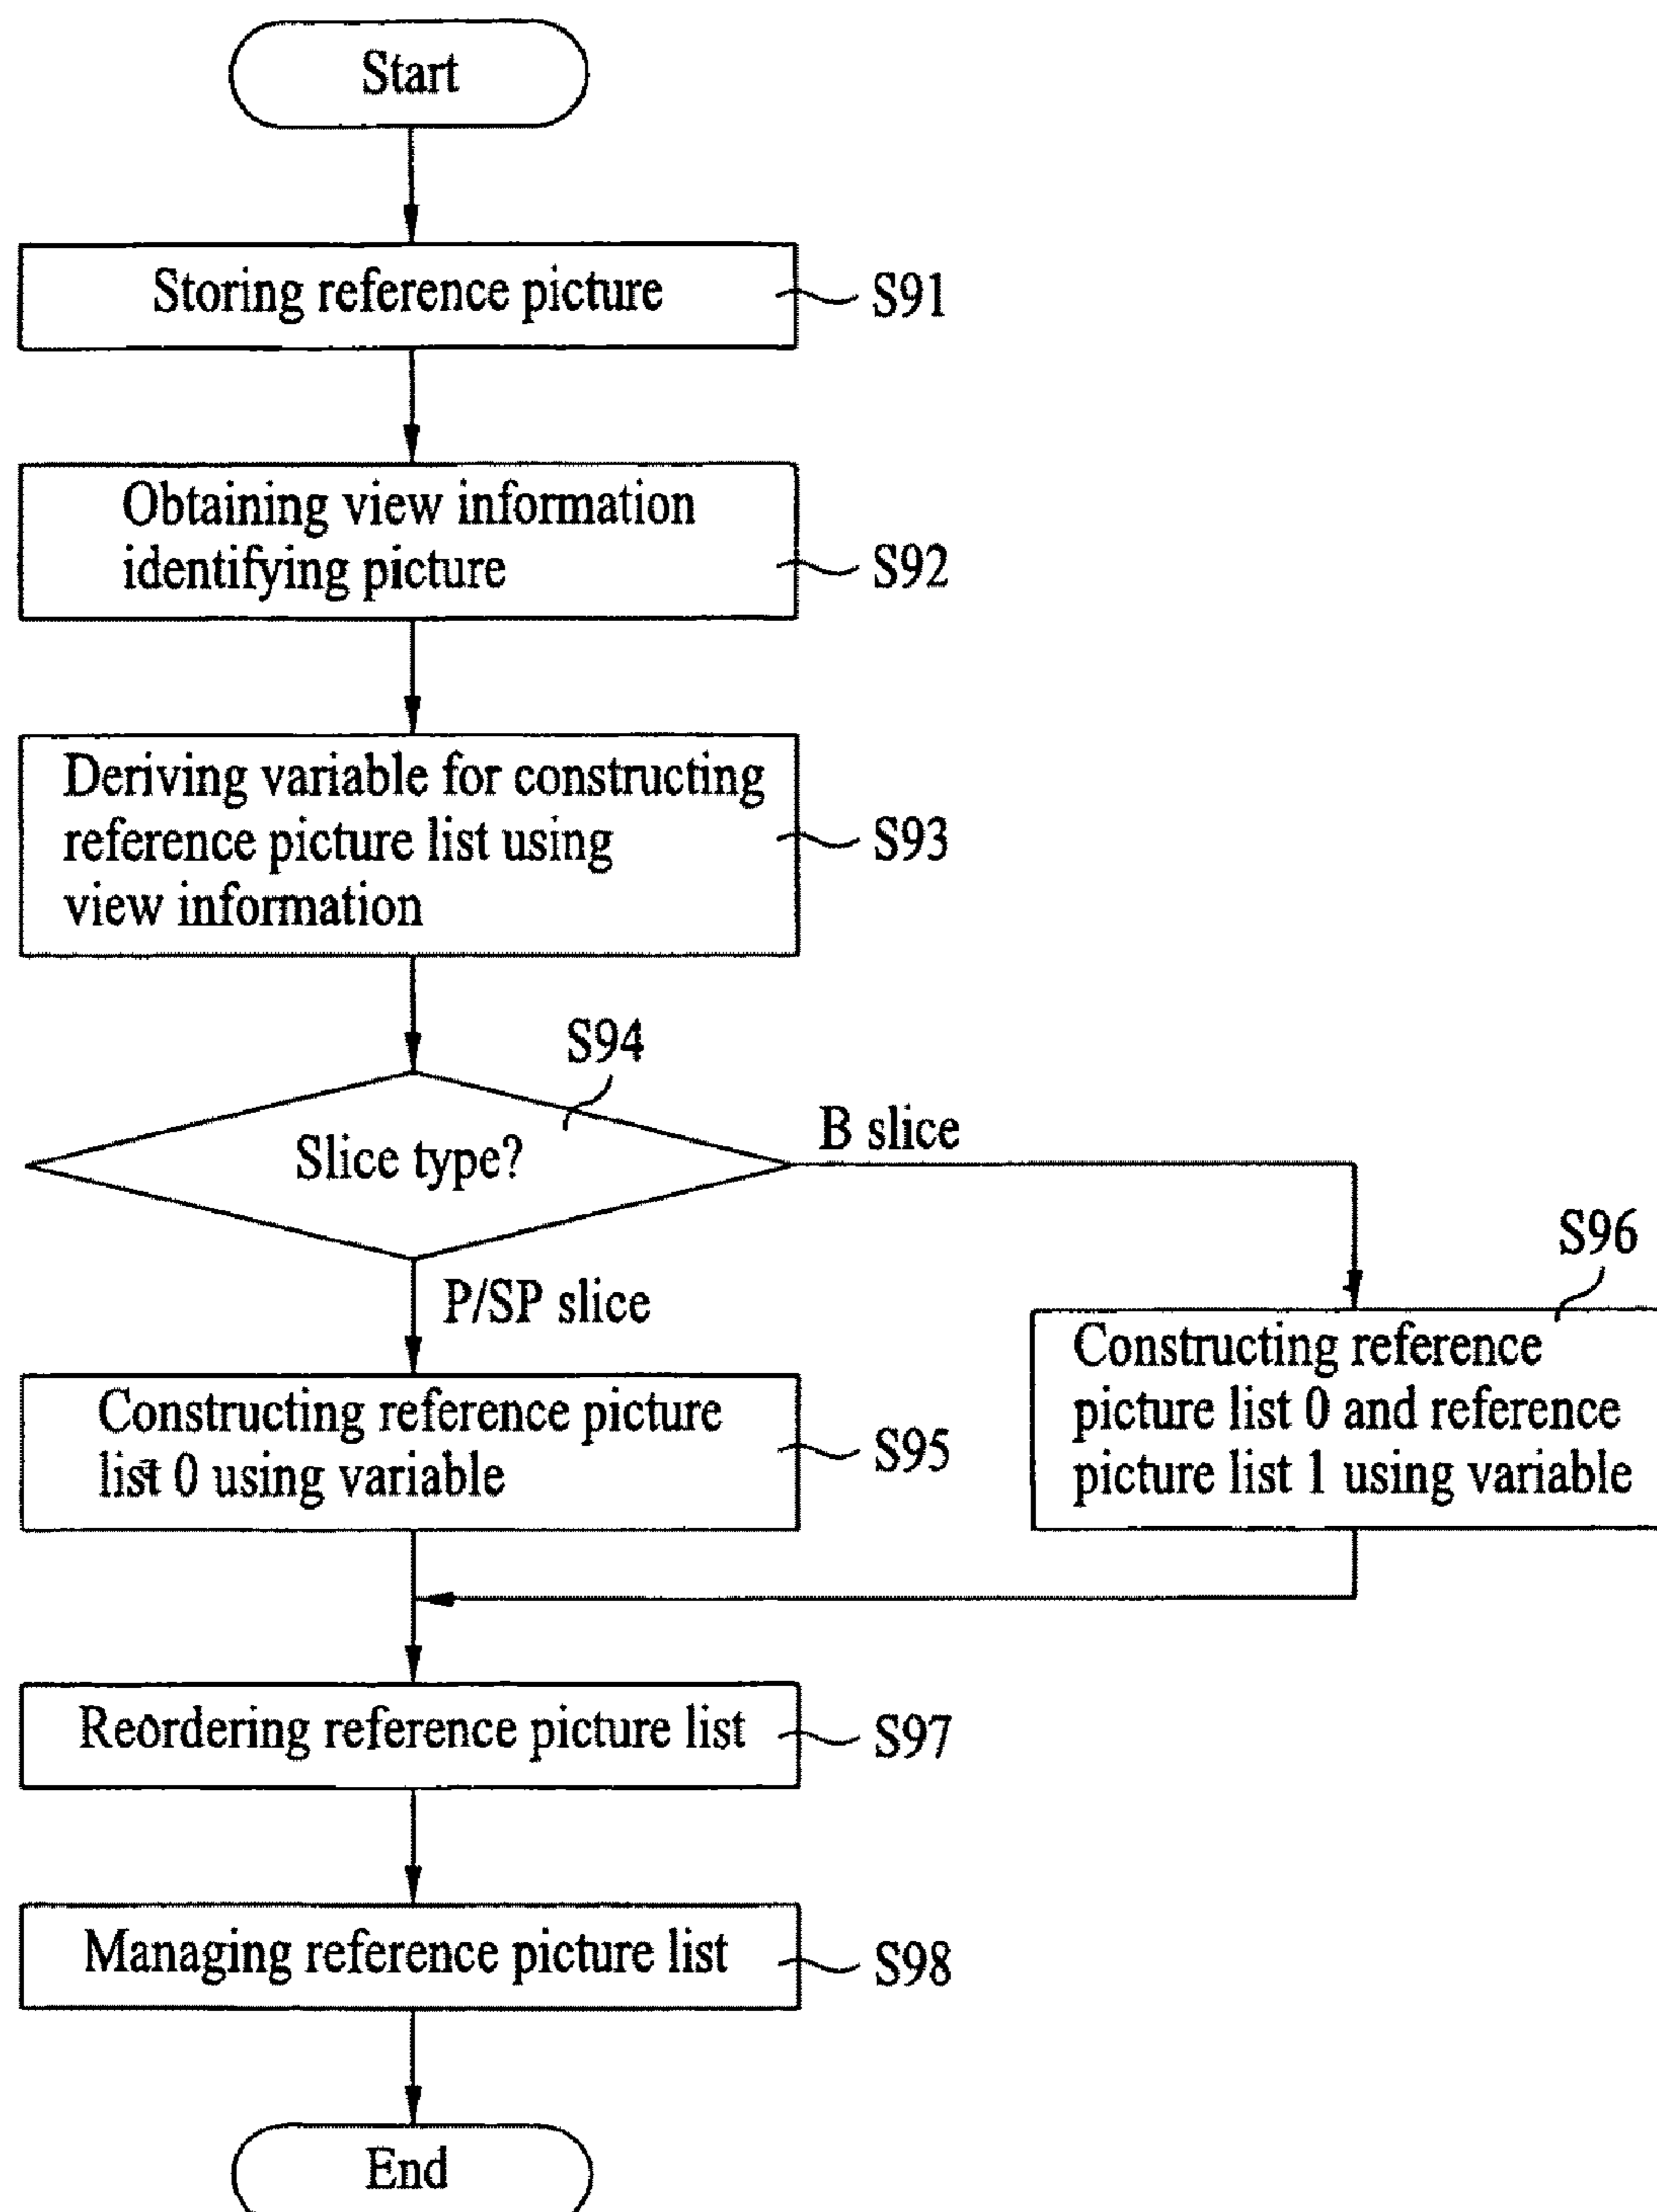 Start
Storing reference picture
S91
Obtaining view information
identifying picture
S92
Deriving variable for constructing
reference picture list using
view information
S93
S94
Slice type?
B slice
P/SP slice
S96
Constructing reference
picture list 0 and reference
picture list 1 using variable
Constructing reference picture
list 0 using variable
S95
Reordering reference picture list
S97
Managing reference picture list
S98
End